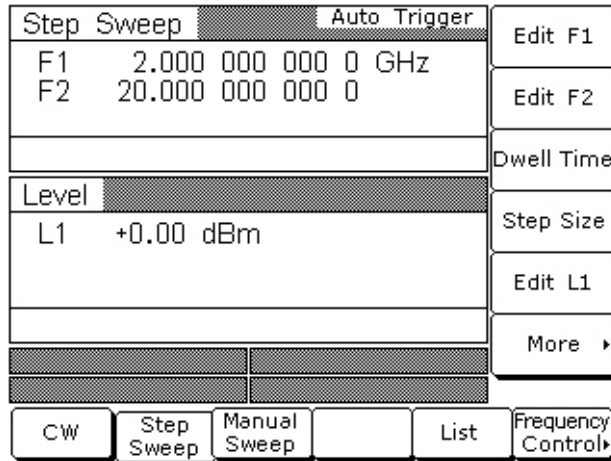 Step Sweep
Auto Trigger
F1 2.000 000 000 0 GHz
F2 20.000 000 000 0
Level
L1 +0.00 dBm
Edit F1
Edit F2
Dwell Time
Step Size
Edit L1
More
CW
Step
Sweep
Manual
Sweep
List
Frequency
Control